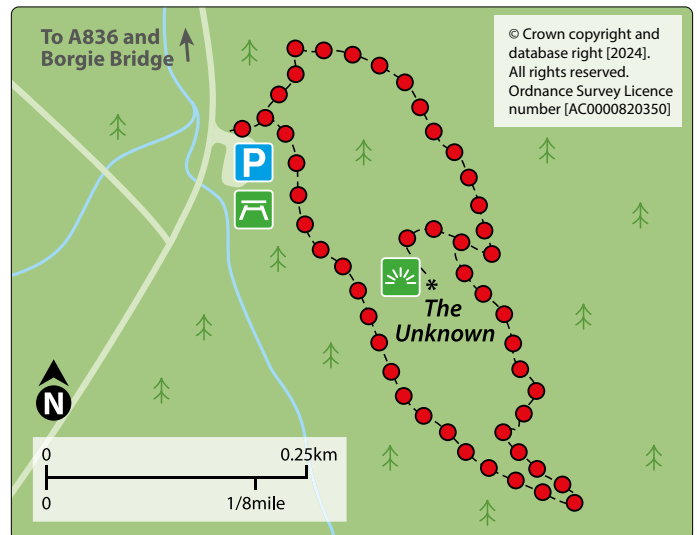 To A836 and
Borgie Bridge
© Crown copyright and
database right [2024].
All rights reserved.
Ordnance Survey Licence
number [AC0000820350]
P
*
The
Unknown
N
0 0.25km
0 1/8mile